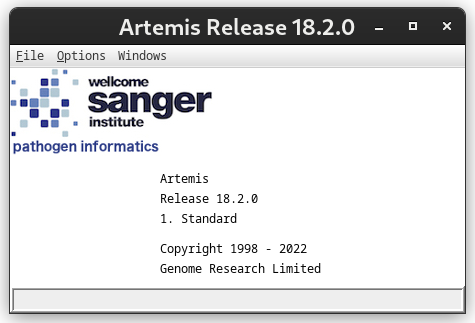 Artemis Release 18.2.0
File Options Windows
wellcome
sanger
institute
pathogen informatics
Artemis
Release 18.2.0
1. Standard
Copyright 1998 - 2022
Genome Research Limited